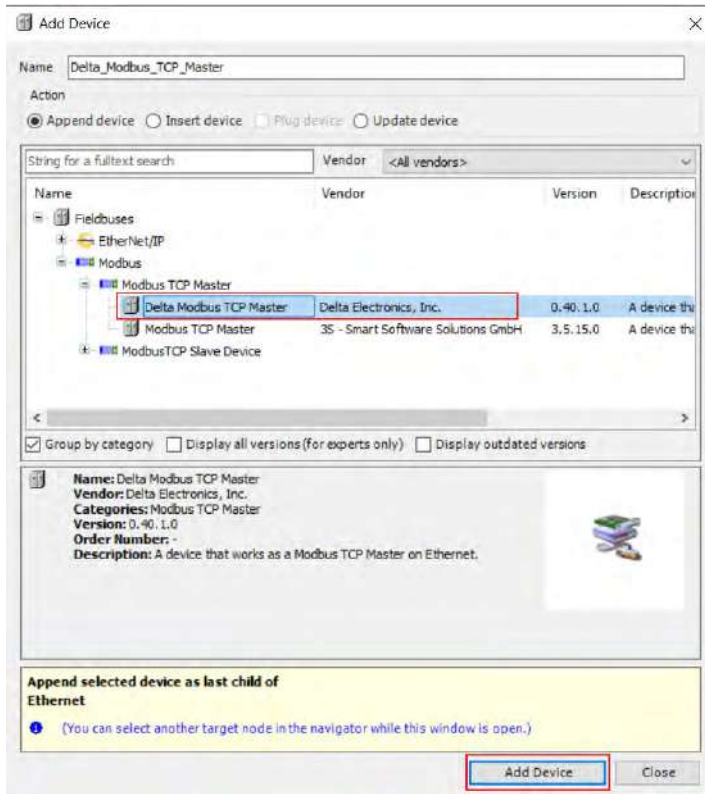 Add Device
Name Delta_Modbus_TCP_Master
Action
Append device Insert device Plug device Update device
String for a fulltext search Vendor <All vendors>
Name Vendor Version Description
Fieldbuses
EtherNet/IP
Modbus
Modbus TCP Master
Delta Modbus TCP Master Delta Electronics, Inc. 0.40.1.0 A device tha
Modbus TCP Master 3S - Smart Software Solutions GmbH 3.5.15.0 A device tha
ModbusTCP Slave Device
Group by category Display all versions (for experts only) Display outdated versions
Name: Delta Modbus TCP Master
Vendor: Delta Electronics, Inc.
Categories: Modbus TCP Master
Version: 0.40.1.0
Order Number: -
Description: A device that works as a Modbus TCP Master on Ethernet.
Append selected device as last child of
Ethernet
(You can select another target node in the navigator while this window is open.)
Add Device Close